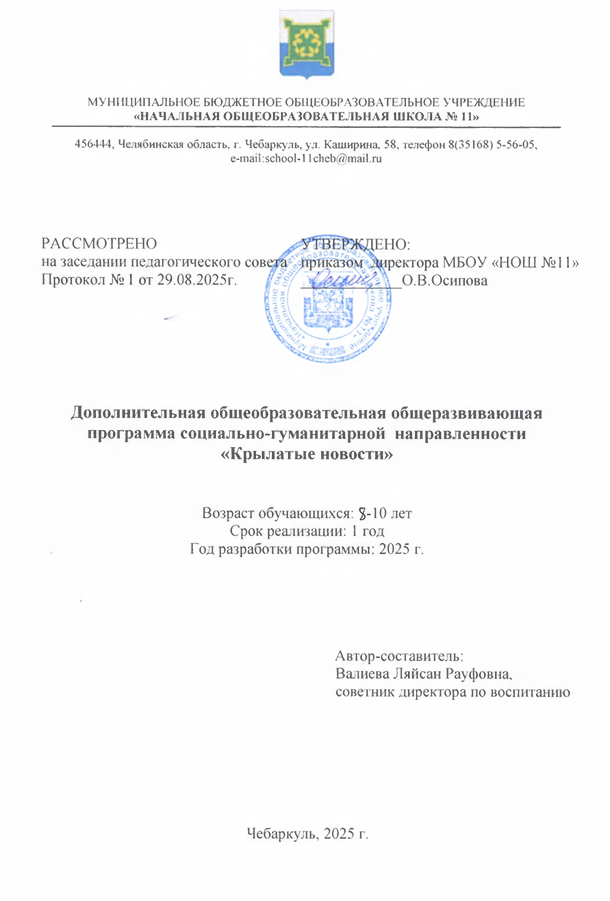 МУНИЦИПАЛЬНОЕ БЮДЖЕТНОЕ ОБЩЕОБРАЗОВАТЕЛЬНОЕ УЧРЕЖДЕНИЕ
«НАЧАЛЬНАЯ ОБЩЕОБРАЗОВАТЕЛЬНАЯ ШКОЛА № 11»
456444, Челябинская область, г. Чебаркуль, ул. Каширина, 58, телефон 8(35168) 5-56-05,
e-mail:school-11cheb@mail.ru
РАССМОТРЕНО
на заседании педагогического совета
Протокол № 1 от 29.08.2025г.
УТВЕРЖДЕНО:
приказом директора МБОУ «НОШ №11»
О.В.Осипова
Дополнительная общеобразовательная общеразвивающая
программа социально-гуманитарной направленности
«Крылатые новости»
Возраст обучающихся: 8-10 лет
Срок реализации: 1 год
Год разработки программы: 2025 г.
Автор-составитель:
Валиева Ляйсан Рауфовна,
советник директора по воспитанию
Чебаркуль, 2025 г.